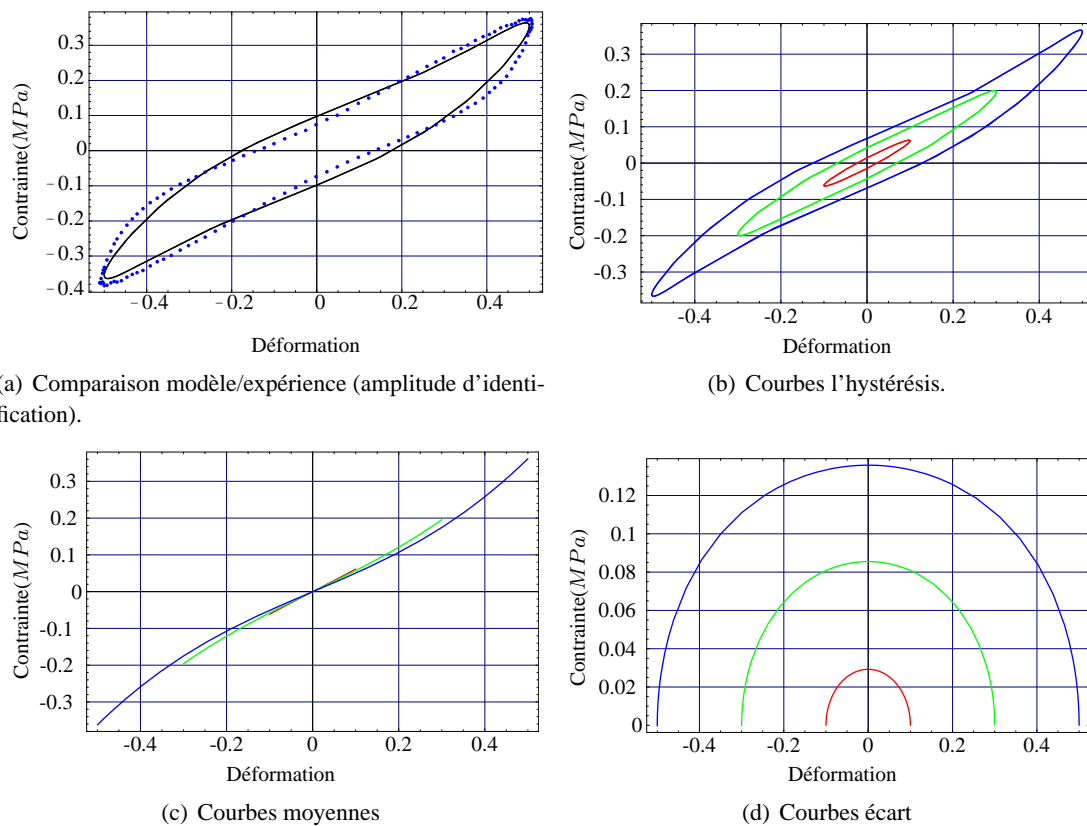 0.3
0.2
0.1
0
-0.1
-0.2
-0.3
-0.4
Contrainte(MPa)
-0.4 -0.2 0 0.2 0.4
Déformation
(a) Comparaison modèle/expérience (amplitude d'identi-
fication).
0.3
0.2
0.1
0
-0.1
-0.2
-0.3
Contrainte(MPa)
-0.4 -0.2 0 0.2 0.4
Déformation
(b) Courbes l'hystérésis.
0.3
0.2
0.1
0
-0.1
-0.2
-0.3
Contrainte(MPa)
-0.4 -0.2 0 0.2 0.4
Déformation
(c) Courbes moyennes
0.12
0.1
0.08
0.06
0.04
0.02
0
Contrainte(MPa)
-0.4 -0.2 0 0.2 0.4
Déformation
(d) Courbes écart